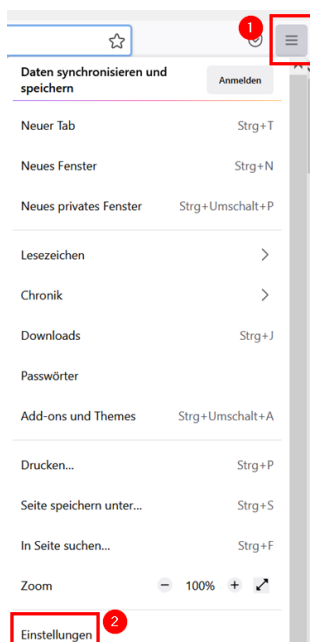 1
Daten synchronisieren und
speichern
Anmelden
Neuer Tab Strg+T
Neues Fenster Strg+N
Neues privates Fenster Strg+Umschalt+P
Lesezeichen
Chronik
Downloads Strg+J
Passwörter
Add-ons und Themes Strg+Umschalt+A
Drucken... Strg+P
Seite speichern unter... Strg+S
In Seite suchen... Strg+F
Zoom − 100% +
Einstellungen 2